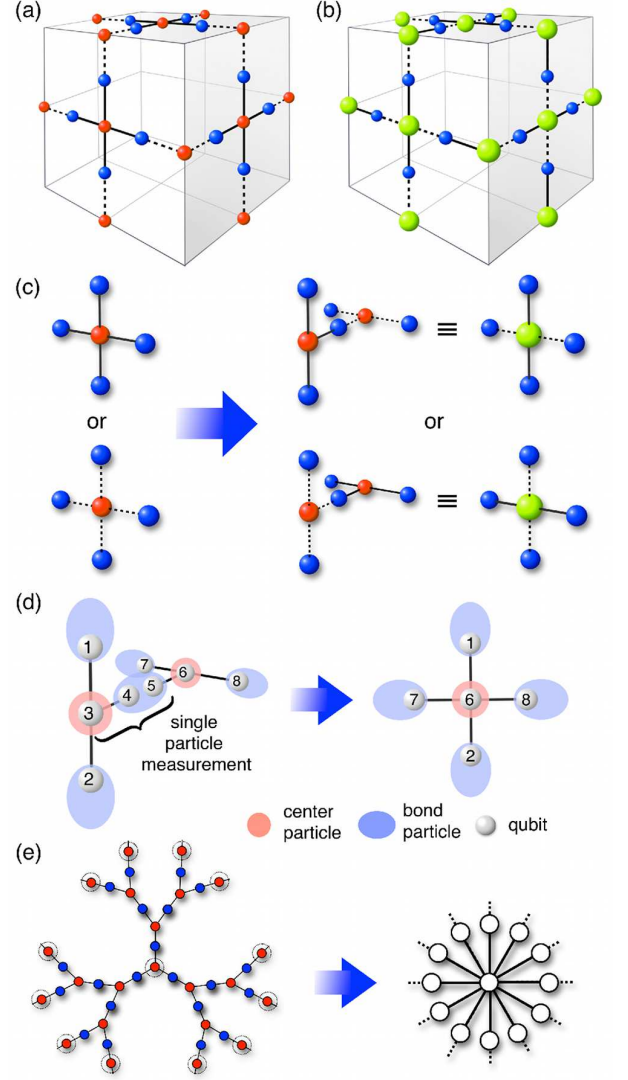 (a)
(b)
(c)
≡
or
or
≡
(d)
1
7
6
8
4
5
3
2
single
particle
measurement
1
7
6
8
2
center
particle
bond
particle
qubit
(e)